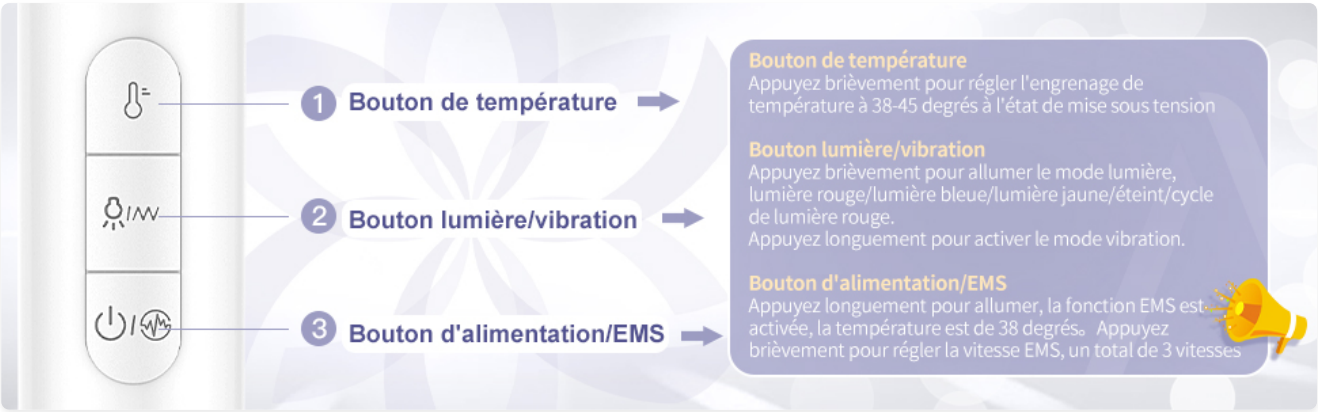 1 Bouton de température
2 Bouton lumière/vibration
3 Bouton d'alimentation/EMS
Bouton de température
Appuyez brièvement pour régler l'engrenage de
température à 38-45 degrés à l'état de mise sous tension
Bouton lumière/vibration
Appuyez brièvement pour allumer le mode lumière,
lumière rouge/lumière bleue/lumière jaune/éteint/cycle
de lumière rouge.
Appuyez longuement pour activer le mode vibration.
Bouton d'alimentation/EMS
Appuyez longuement pour allumer, la fonction EMS est
activée, la température est de 38 degrés。Appuyez
brièvement pour régler la vitesse EMS, un total de 3 vitesses